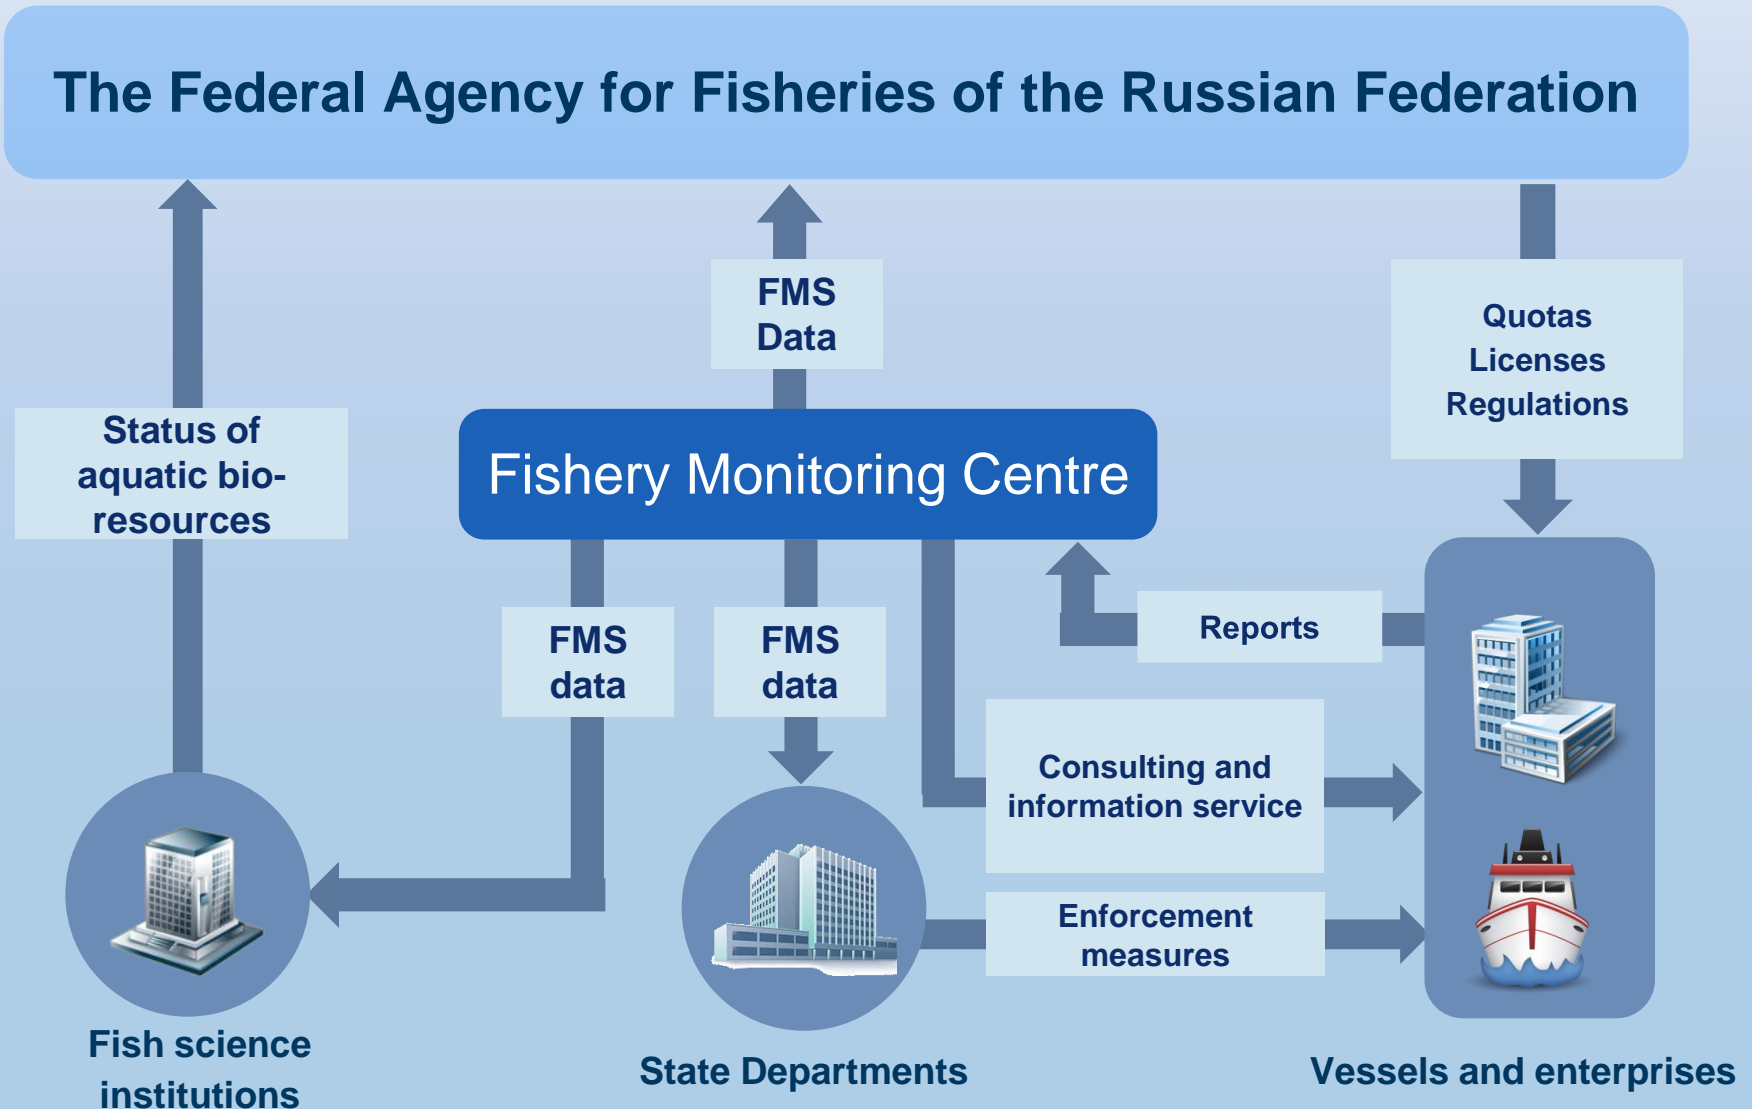 The Federal Agency for Fisheries of the Russian Federation
FMS
Data
Quotas
Licenses
Regulations
Status of
aquatic bio-
resources
Fishery Monitoring Centre
FMS
data
FMS
data
Reports
Consulting and
information service
Enforcement
measures
Fish science
institutions
State Departments
Vessels and enterprises